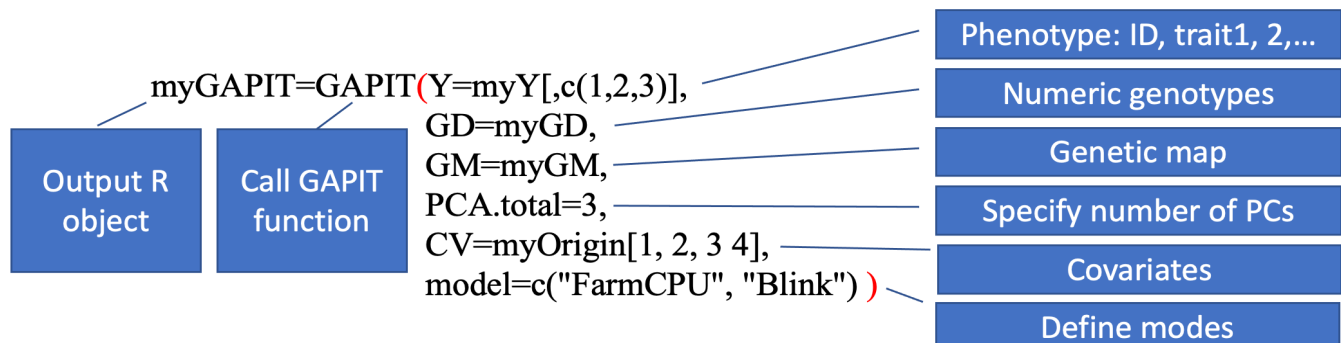 myGAPIT=GAPIT(Y=myY[,c(1,2,3)],
GD=myGD,
GM=myGM,
PCA.total=3,
CV=myOrigin[1, 2, 3 4],
model=c("FarmCPU", "Blink") )
Output R
object
Call GAPIT
function
Phenotype: ID, trait1, 2,...
Numeric genotypes
Genetic map
Specify number of PCs
Covariates
Define modes